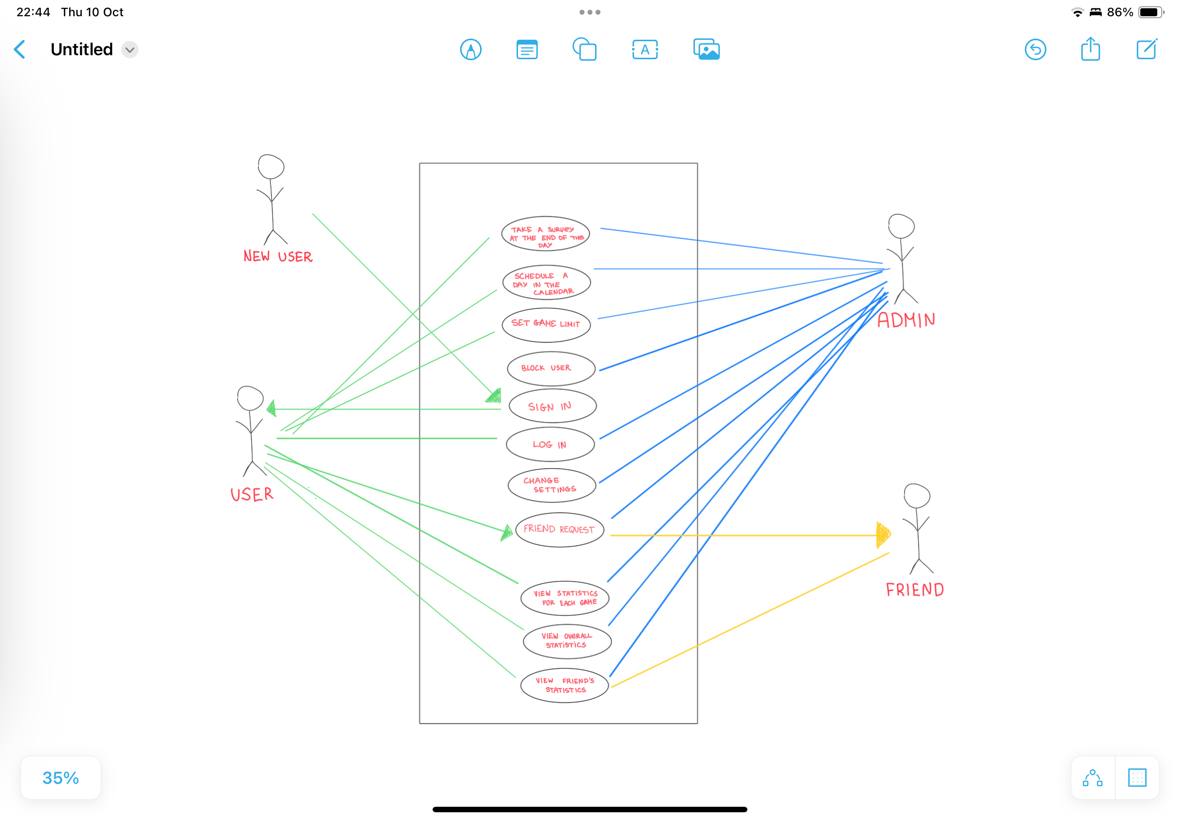 22:44 Thu 10 Oct
86%
Untitled
A
NEW USER
TAKE A SURVEY
AT THE END OF THE
DAY
SCHEDULE A
DAY IN THE
CALENDAR
SET GAME LIMIT
ADMIN
BLOCK USER
SIGN IN
LOG IN
CHANGE
SETTINGS
USER
FRIEND REQUEST
FRIEND
VIEW STATISTICS
FOR EACH GAME
VIEW OVERALL
STATISTICS
VIEW FRIEND'S
STATISTICS
35%